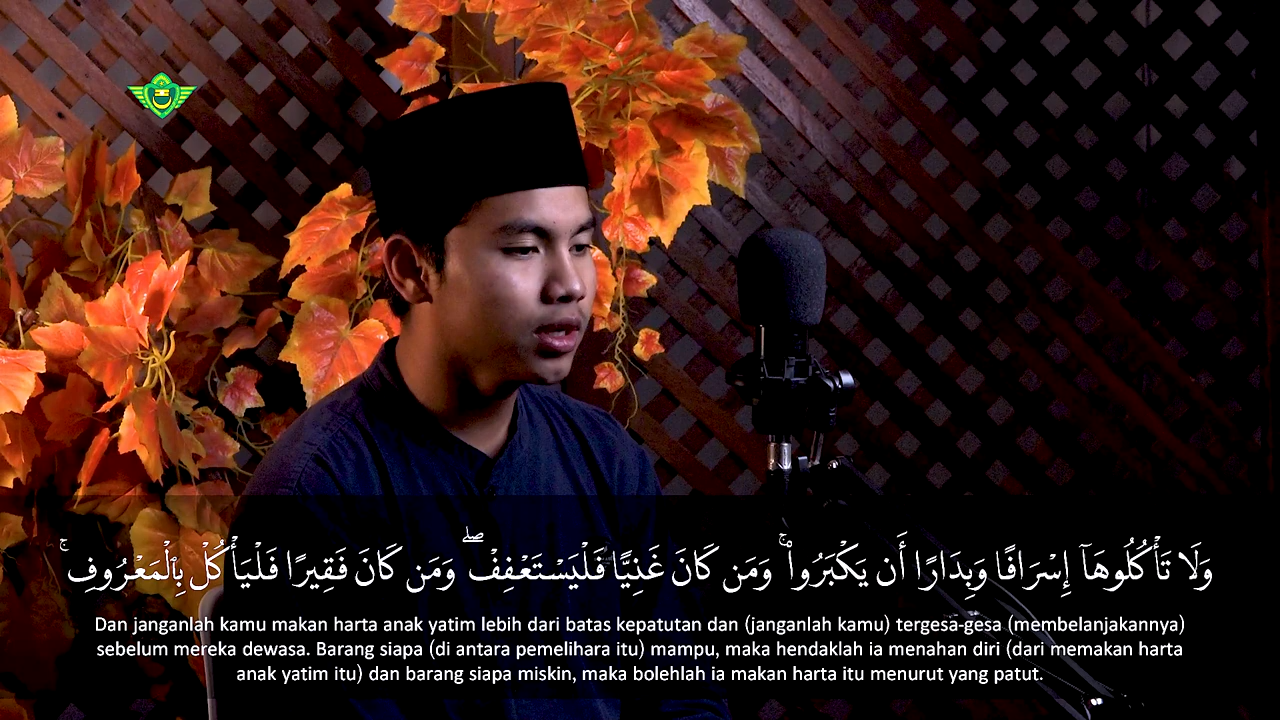 وَلَا تَأْكُلُوهَآ إِسْرَافًا وَبِدَارًا أَن يَكْبَرُوا۟ ۚ وَمَن كَانَ غَنِيًّا فَلْيَسْتَعْفِفْ ۖ وَمَن كَانَ فَقِيرًا فَلْيَأْكُلْ بِٱلْمَعْرُوفِ ۚ
Dan janganlah kamu makan harta anak yatim lebih dari batas kepatutan dan (janganlah kamu) tergesa-gesa (membelanjakannya)
sebelum mereka dewasa. Barang siapa (di antara pemelihara itu) mampu, maka hendaklah ia menahan diri (dari memakan harta
anak yatim itu) dan barang siapa miskin, maka bolehlah ia makan harta itu menurut yang patut.